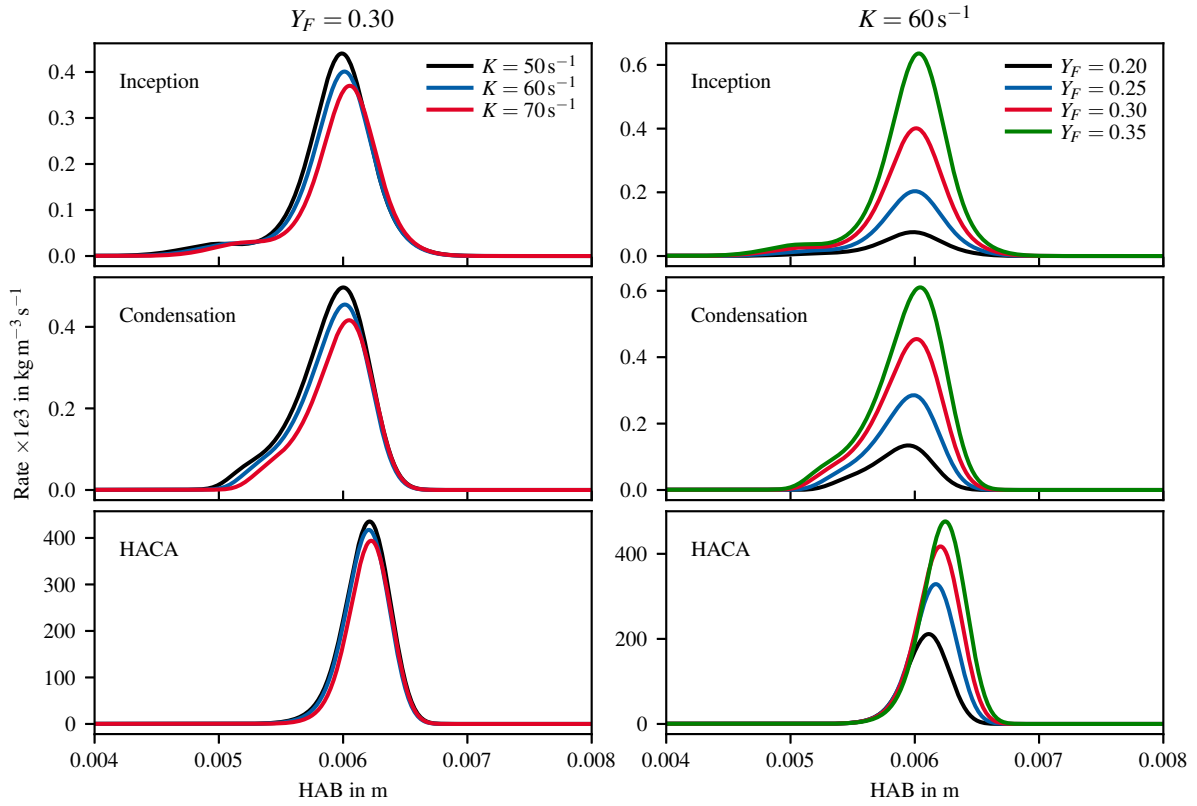 Y_F = 0.30
K = 60 s⁻¹
Inception
K = 50 s⁻¹
K = 60 s⁻¹
K = 70 s⁻¹
0.4
0.3
0.2
0.1
0.0
Inception
Y_F = 0.20
Y_F = 0.25
Y_F = 0.30
Y_F = 0.35
0.6
0.4
0.2
0.0
Rate ×1e3 in kg m⁻³ s⁻¹
Condensation
0.4
0.2
0.0
Condensation
0.6
0.4
0.2
0.0
HACA
400
300
200
100
0
HACA
400
200
0
0.004 0.005 0.006 0.007 0.008
0.004 0.005 0.006 0.007 0.008
HAB in m
HAB in m